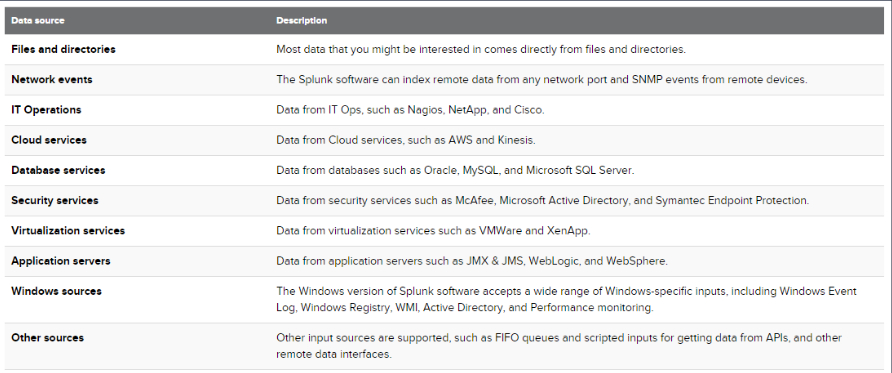 Data source Description
Files and directories Most data that you might be interested in comes directly from files and directories.
Network events The Splunk software can index remote data from any network port and SNMP events from remote devices.
IT Operations Data from IT Ops, such as Nagios, NetApp, and Cisco.
Cloud services Data from Cloud services, such as AWS and Kinesis.
Database services Data from databases such as Oracle, MySQL, and Microsoft SQL Server.
Security services Data from security services such as McAfee, Microsoft Active Directory, and Symantec Endpoint Protection.
Virtualization services Data from virtualization services such as VMWare and XenApp.
Application servers Data from application servers such as JMX & JMS, WebLogic, and WebSphere.
Windows sources The Windows version of Splunk software accepts a wide range of Windows-specific inputs, including Windows Event
Log, Windows Registry, WMI, Active Directory, and Performance monitoring.
Other sources Other input sources are supported, such as FIFO queues and scripted inputs for getting data from APIs, and other
remote data interfaces.